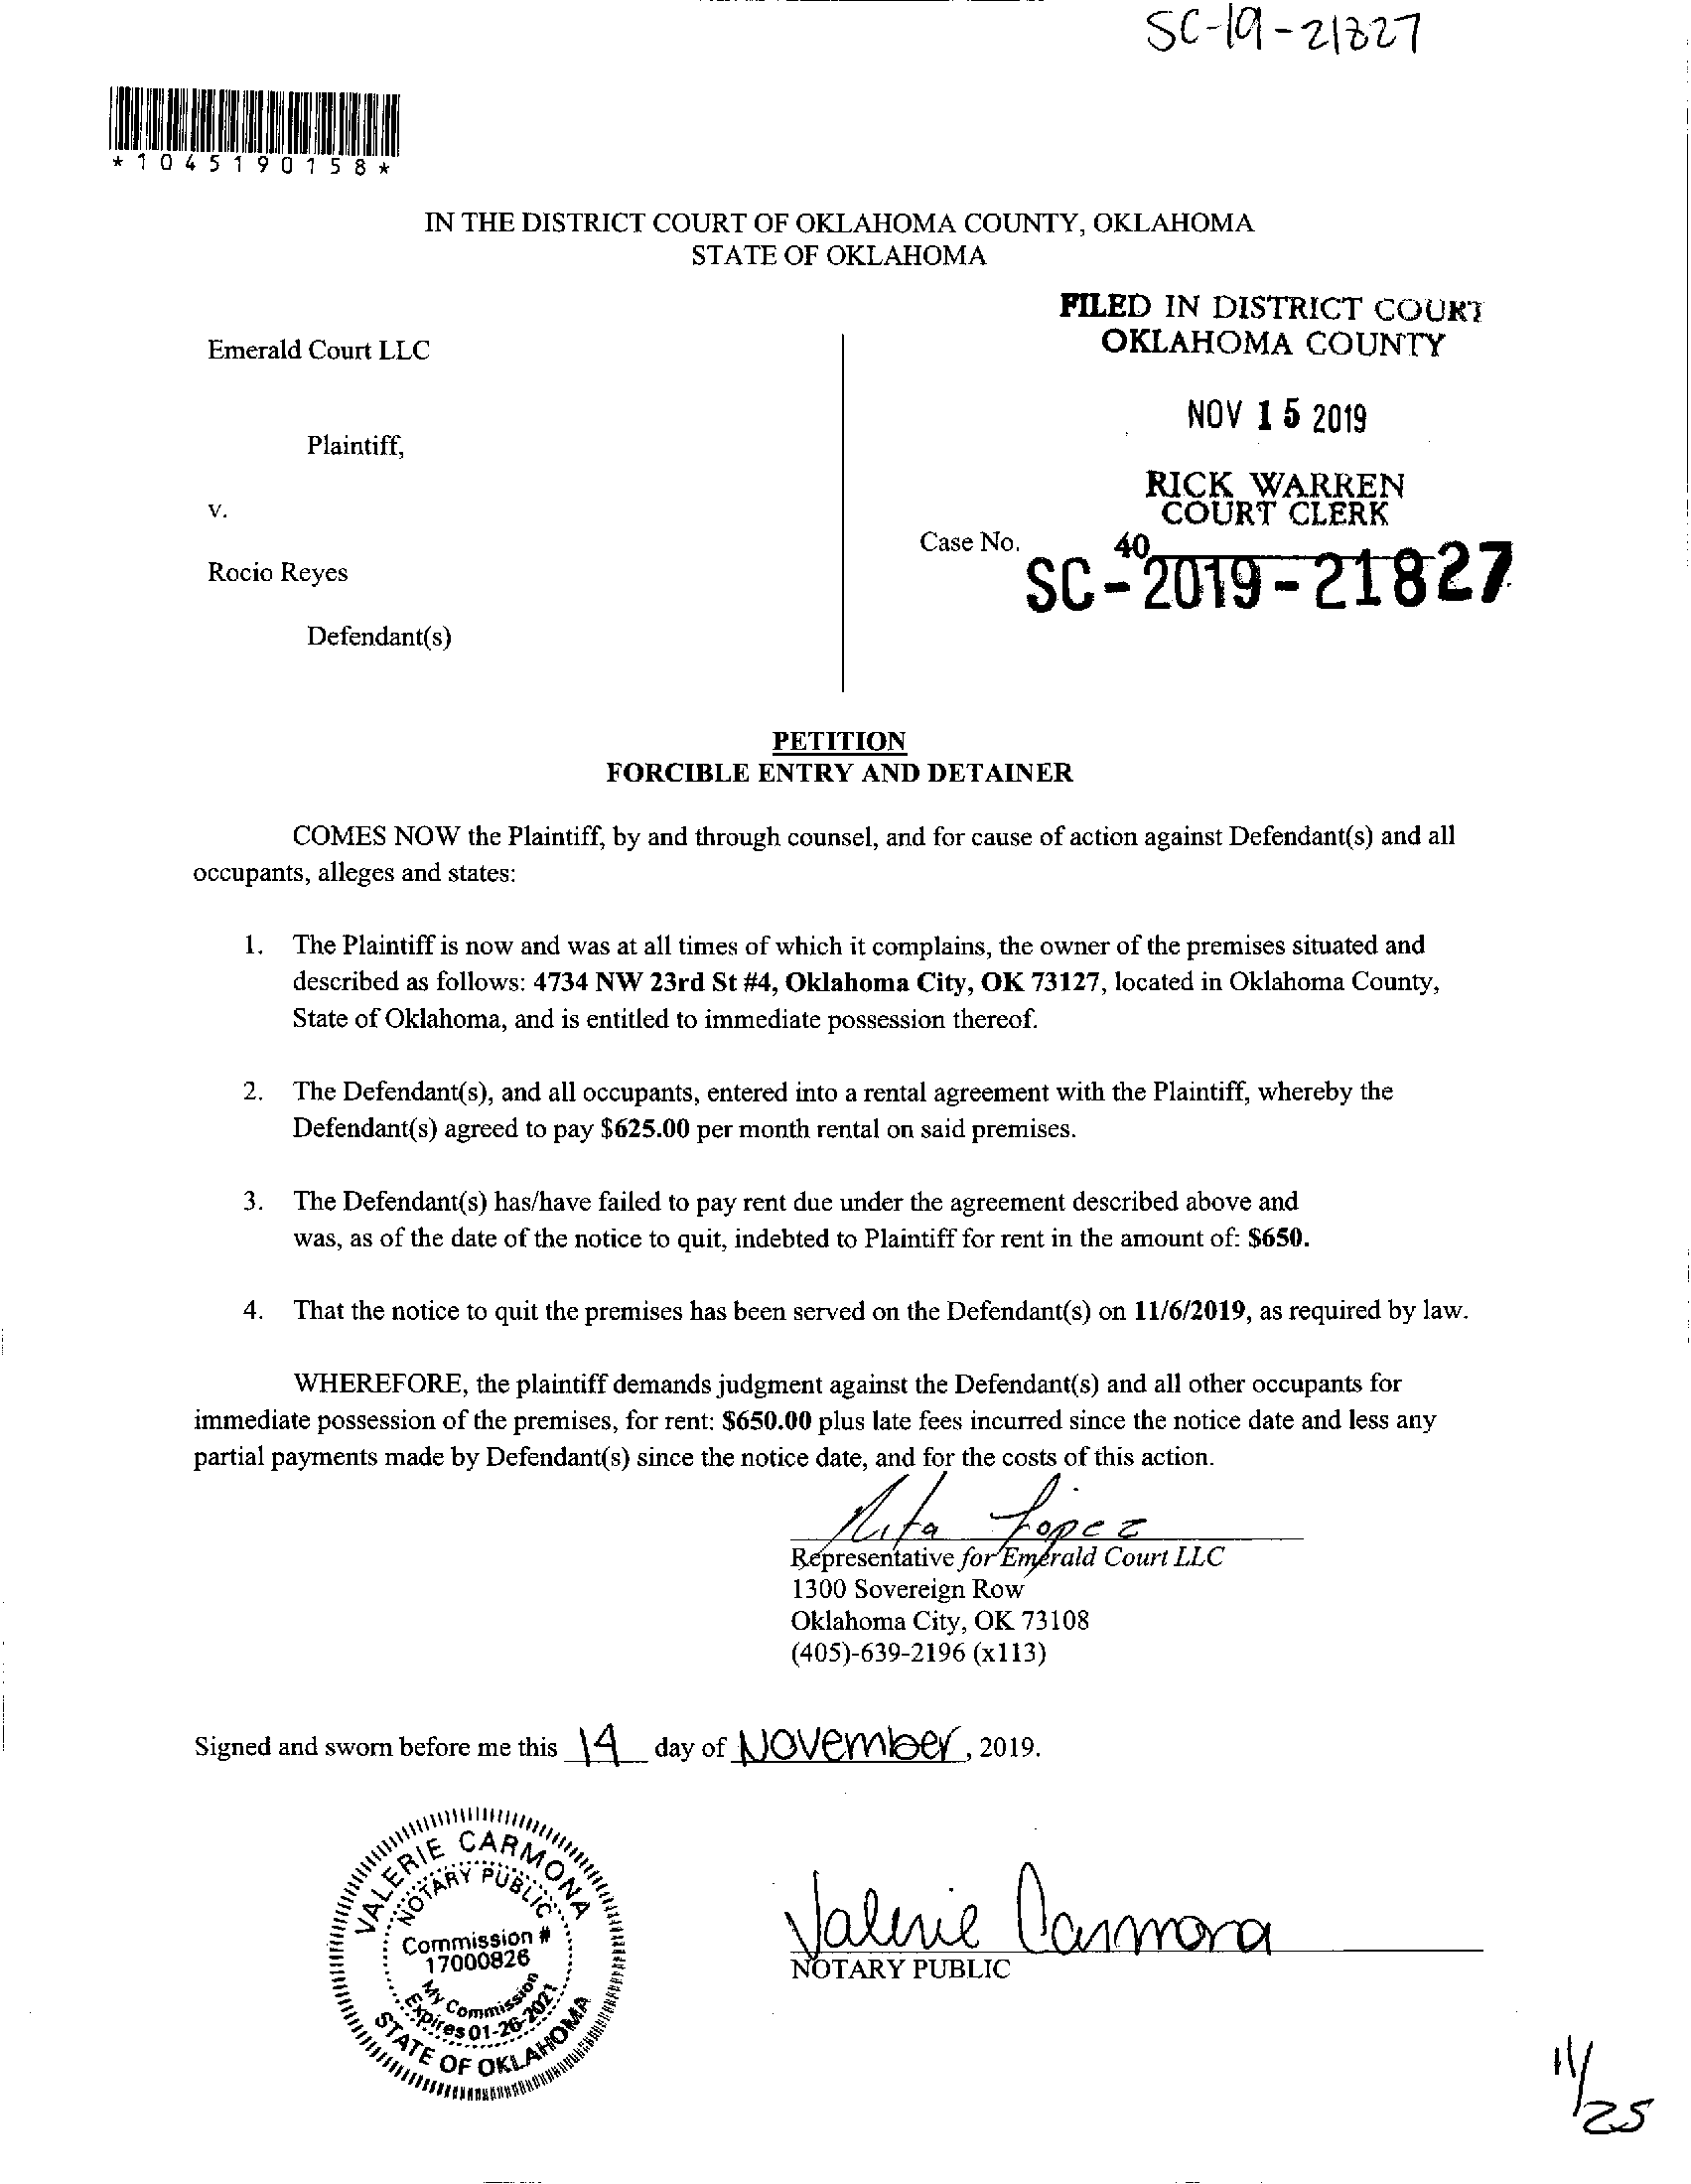 SC-19-21827
*1045190158*
IN THE DISTRICT COURT OF OKLAHOMA COUNTY, OKLAHOMA
STATE OF OKLAHOMA
FILED IN DISTRICT COURT
OKLAHOMA COUNTY
Emerald Court LLC
NOV 15 2019
Plaintiff,
RICK WARREN
COURT CLERK
v.
Case No.
40
SC-2019-21827
Rocio Reyes
Defendant(s)
PETITION
FORCIBLE ENTRY AND DETAINER
COMES NOW the Plaintiff, by and through counsel, and for cause of action against Defendant(s) and all
occupants, alleges and states:
1. The Plaintiff is now and was at all times of which it complains, the owner of the premises situated and
described as follows: 4734 NW 23rd St #4, Oklahoma City, OK 73127, located in Oklahoma County,
State of Oklahoma, and is entitled to immediate possession thereof.
2. The Defendant(s), and all occupants, entered into a rental agreement with the Plaintiff, whereby the
Defendant(s) agreed to pay $625.00 per month rental on said premises.
3. The Defendant(s) has/have failed to pay rent due under the agreement described above and
was, as of the date of the notice to quit, indebted to Plaintiff for rent in the amount of: $650.
4. That the notice to quit the premises has been served on the Defendant(s) on 11/6/2019, as required by law.
WHEREFORE, the plaintiff demands judgment against the Defendant(s) and all other occupants for
immediate possession of the premises, for rent: $650.00 plus late fees incurred since the notice date and less any
partial payments made by Defendant(s) since the notice date, and for the costs of this action.
Rita Lopez
Representative for Emerald Court LLC
1300 Sovereign Row
Oklahoma City, OK 73108
(405)-639-2196 (x113)
Signed and sworn before me this 14 day of November, 2019.
VALERIE CARMONA
NOTARY PUBLIC
Commission #
17000826
My Commission
Expires 01-26-2021
STATE OF OKLAHOMA
Valerie Carmona
NOTARY PUBLIC
11/25